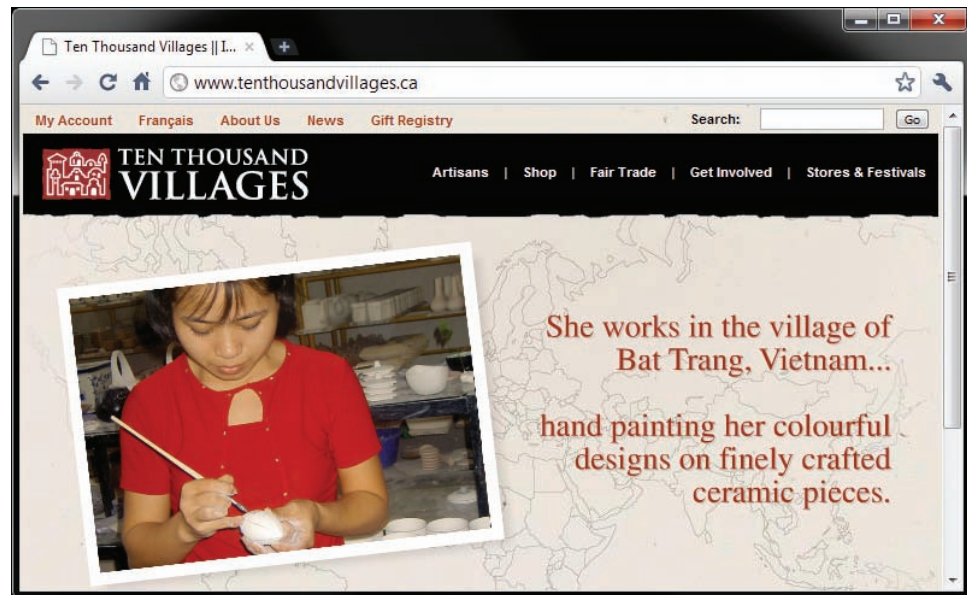 Ten Thousand Villages || I...
www.tenthousandvillages.ca
My Account Français About Us News Gift Registry Search: Go
TEN THOUSAND
VILLAGES
Artisans | Shop | Fair Trade | Get Involved | Stores & Festivals
She works in the village of
Bat Trang, Vietnam...
hand painting her colourful
designs on finely crafted
ceramic pieces.